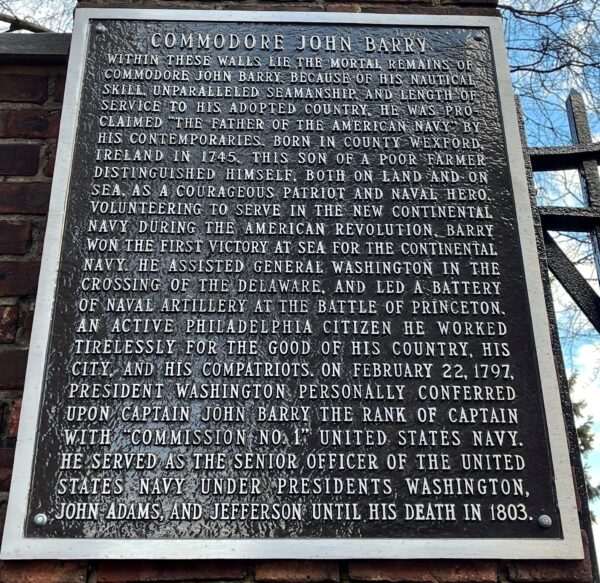 COMMODORE JOHN BARRY
WITHIN THESE WALLS LIE THE MORTAL REMAINS OF
COMMODORE JOHN BARRY. BECAUSE OF HIS NAUTICAL
SKILL, UNPARALLELED SEAMANSHIP, AND LENGTH OF
SERVICE TO HIS ADOPTED COUNTRY, HE WAS PRO-
CLAIMED "THE FATHER OF THE AMERICAN NAVY" BY
HIS CONTEMPORARIES. BORN IN COUNTY WEXFORD,
IRELAND IN 1745, THIS SON OF A POOR FARMER
DISTINGUISHED HIMSELF, BOTH ON LAND AND ON
SEA, AS A COURAGEOUS PATRIOT AND NAVAL HERO.
VOLUNTEERING TO SERVE IN THE NEW CONTINENTAL
NAVY DURING THE AMERICAN REVOLUTION, BARRY
WON THE FIRST VICTORY AT SEA FOR THE CONTINENTAL
NAVY. HE ASSISTED GENERAL WASHINGTON IN THE
CROSSING OF THE DELAWARE, AND LED A BATTERY
OF NAVAL ARTILLERY AT THE BATTLE OF PRINCETON.
AN ACTIVE PHILADELPHIA CITIZEN HE WORKED
TIRELESSLY FOR THE GOOD OF HIS COUNTRY, HIS
CITY, AND HIS COMPATRIOTS. ON FEBRUARY 22, 1797,
PRESIDENT WASHINGTON PERSONALLY CONFERRED
UPON CAPTAIN JOHN BARRY THE RANK OF CAPTAIN
WITH "COMMISSION NO. 1" UNITED STATES NAVY.
HE SERVED AS THE SENIOR OFFICER OF THE UNITED
STATES NAVY UNDER PRESIDENTS WASHINGTON,
JOHN ADAMS, AND JEFFERSON UNTIL HIS DEATH IN 1803.